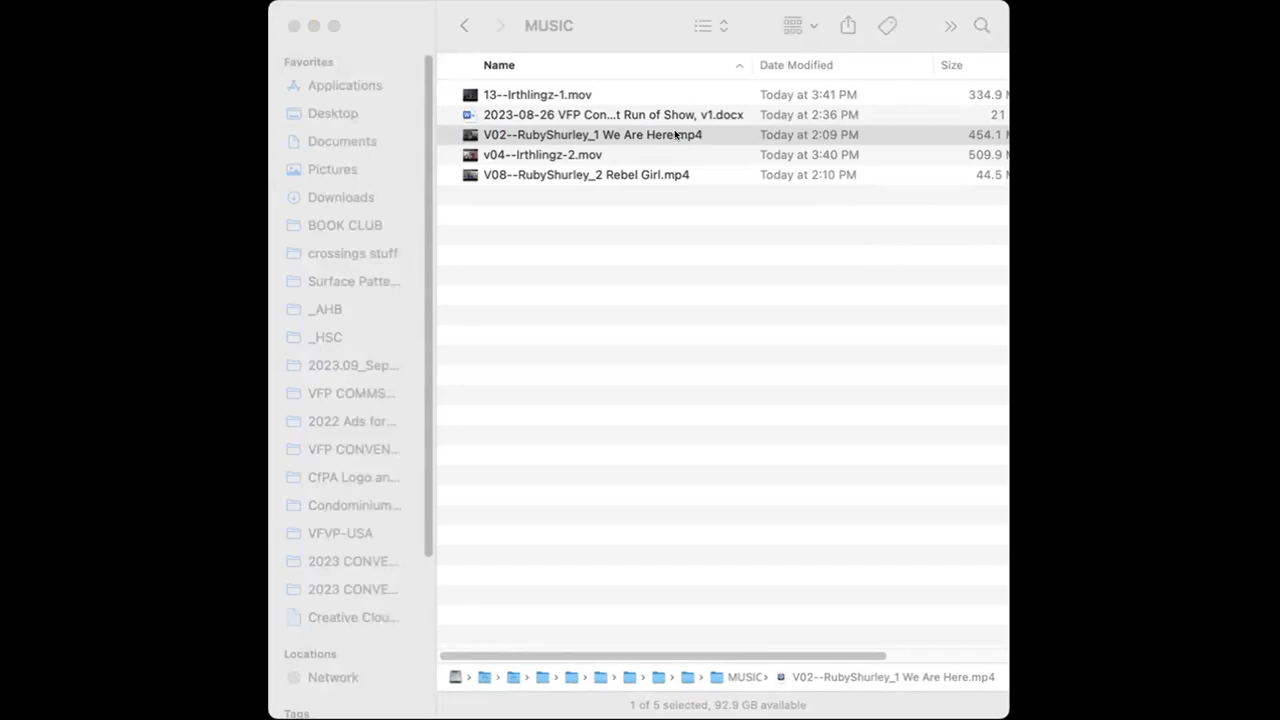 MUSIC
Favorites
Applications
Desktop
Documents
Pictures
Downloads
BOOK CLUB
crossings stuff
Surface Patte...
_AHB
_HSC
2023.09_Sep...
VFP COMMS...
2022 Ads for...
VFP CONVEN...
CfPA Logo an...
Condominium...
VFVP-USA
2023 CONVE...
2023 CONVE...
Creative Clou...
Locations
Network
Tags
Name Date Modified Size
13--Irthlingz-1.mov Today at 3:41 PM 334.9 M
2023-08-26 VFP Con...t Run of Show, v1.docx Today at 2:36 PM 21
V02--RubyShurley_1 We Are Here.mp4 Today at 2:09 PM 454.1 M
v04--Irthlingz-2.mov Today at 3:40 PM 509.9 M
V08--RubyShurley_2 Rebel Girl.mp4 Today at 2:10 PM 44.5 M
MUSIC › V02--RubyShurley_1 We Are Here.mp4
1 of 5 selected, 92.9 GB available